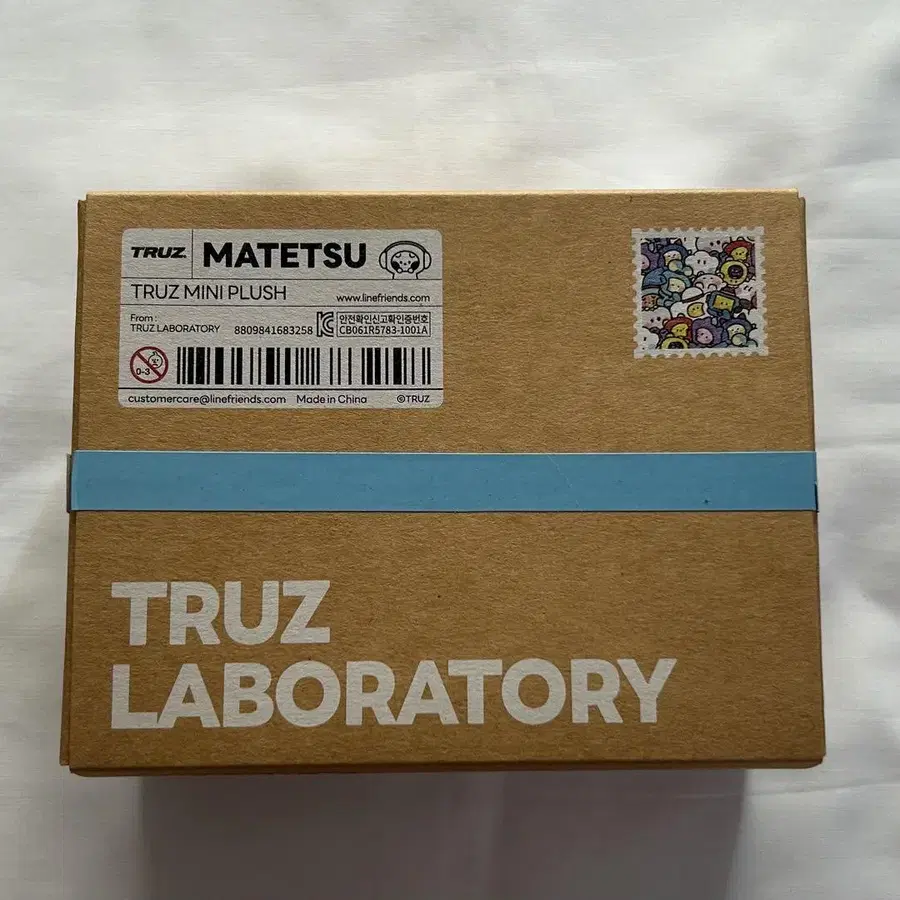 TRUZ. MATETSU
TRUZ MINI PLUSH www.linefriends.com
From :
TRUZ LABORATORY 8809841683258
안전확인신고확인증번호
CB061R5783-1001A
0-3
customercare@linefriends.com Made in China ©TRUZ
TRUZ
LABORATORY